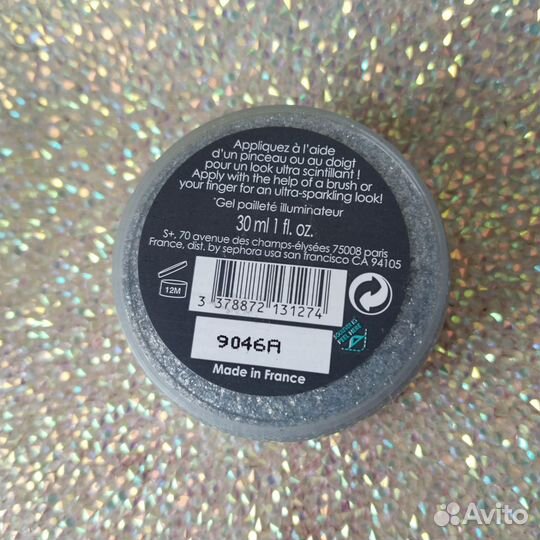 Appliquez à l'aide
d'un pinceau ou au doigt
pour un look ultra scintillant !
Apply with the help of a brush or
your finger for an ultra-sparkling look!
*Gel pailleté illuminateur
30 ml 1 fl. oz.
S+, 70 avenue des champs-élysées 75008 paris
France, dist. by sephora usa san francisco CA 94105
12M
3 378872 131274
PEEL HERE
9046A
Made in France
Avito